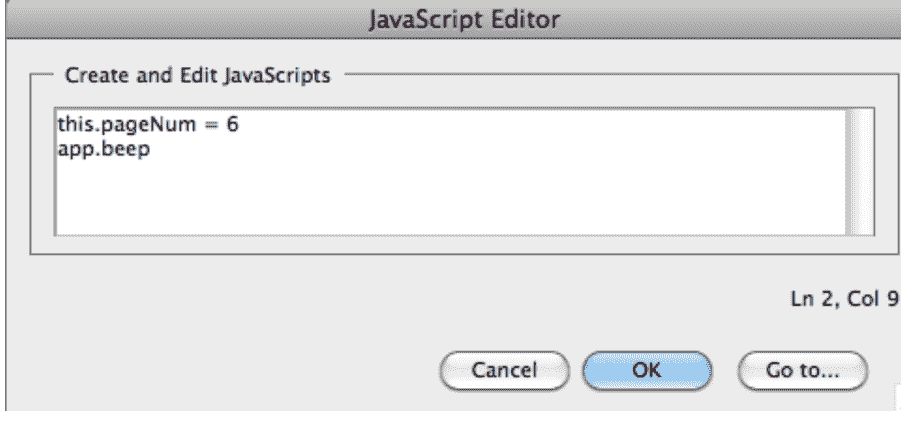 JavaScript Editor
Create and Edit JavaScripts
this.pageNum = 6
app.beep
Ln 2, Col 9
Cancel OK Go to...